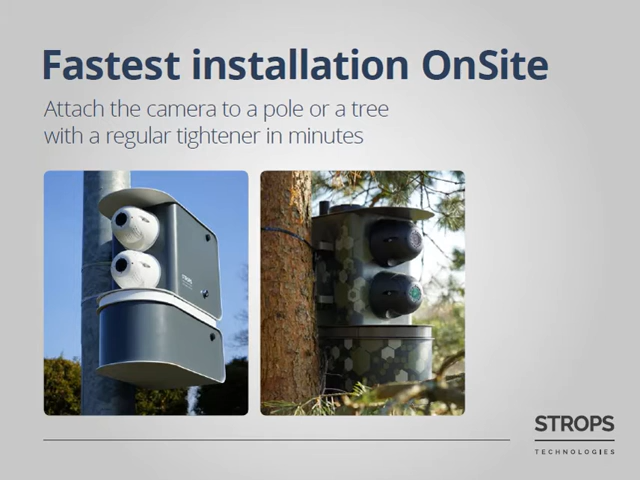 Fastest installation OnSite
Attach the camera to a pole or a tree
with a regular tightener in minutes
STROPS
TECHNOLOGIES